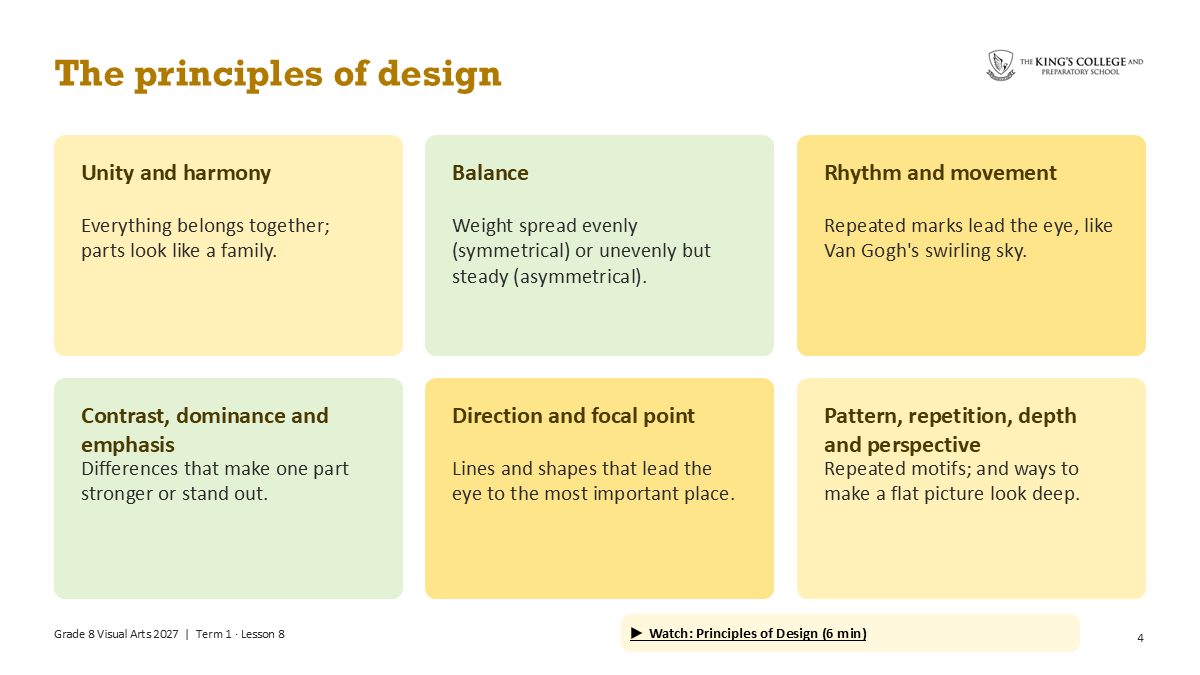 The principles of design
THE KING'S COLLEGE AND
PREPARATORY SCHOOL
Unity and harmony
Everything belongs together;
parts look like a family.
Balance
Weight spread evenly
(symmetrical) or unevenly but
steady (asymmetrical).
Rhythm and movement
Repeated marks lead the eye, like
Van Gogh's swirling sky.
Contrast, dominance and
emphasis
Differences that make one part
stronger or stand out.
Direction and focal point
Lines and shapes that lead the
eye to the most important place.
Pattern, repetition, depth
and perspective
Repeated motifs; and ways to
make a flat picture look deep.
Grade 8 Visual Arts 2027 | Term 1 · Lesson 8
▶ Watch: Principles of Design (6 min)
4